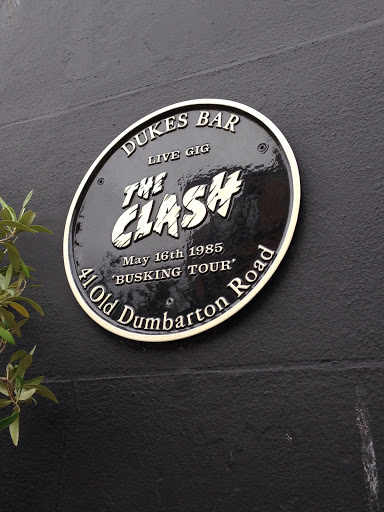 DUKES BAR
LIVE GIG
THE
CLASH
May 16th 1985
'BUSKING TOUR'
41 Old Dumbarton Road